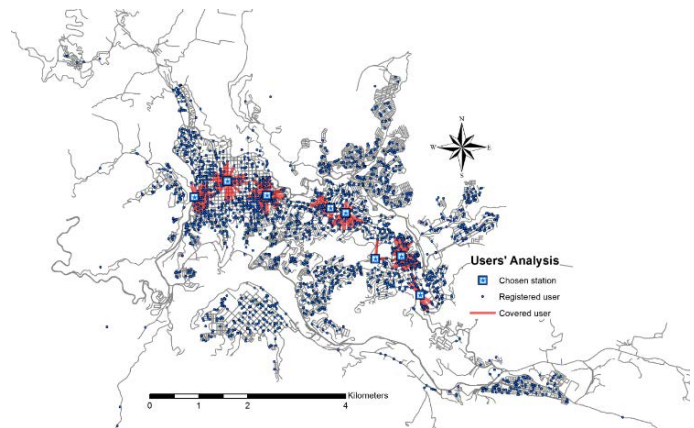 N
W E
S
Users' Analysis
Chosen station
Registered user
Covered user
Kilometers
0 1 2 4